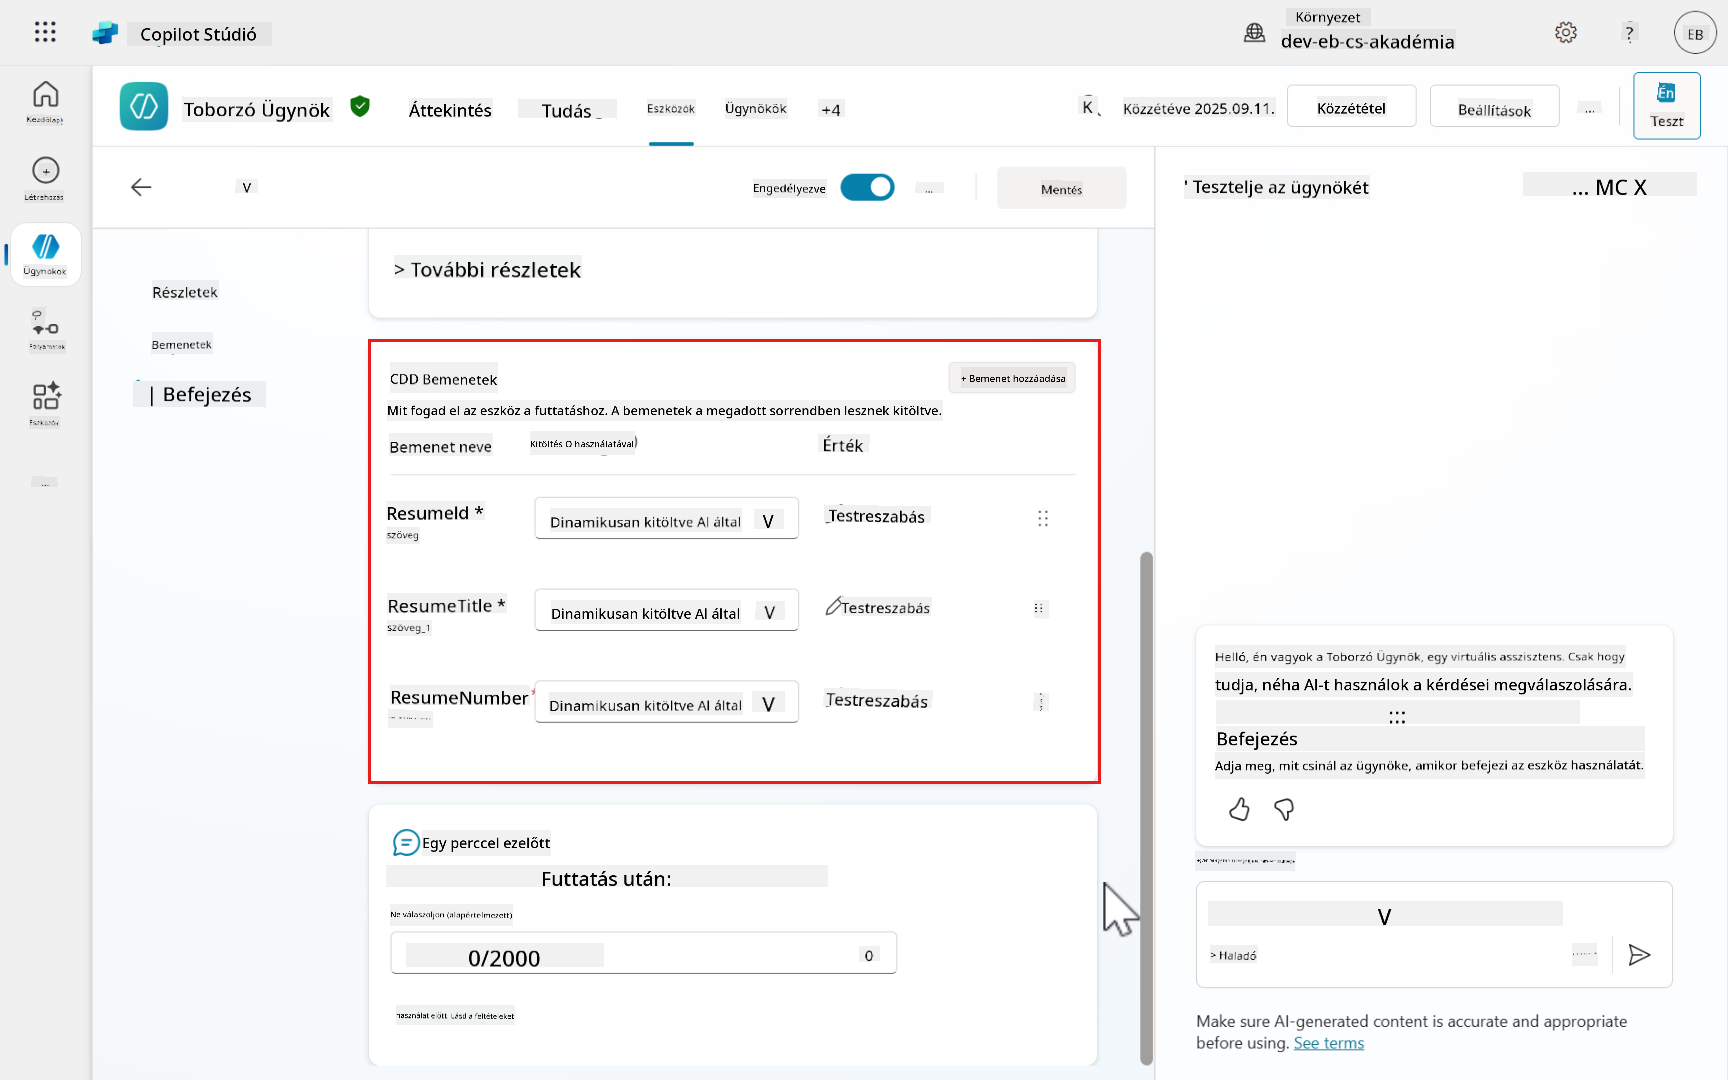 Copilot Stúdió
Környezet
dev-eb-cs-akadémia
?
EB
Kezdőlap
Létrehozás
Ügynökök
Folyamatok
Eszközök
...
Toborzó Ügynök
Áttekintés
Tudás
Eszközök
Ügynökök
+4
K
Közzétéve 2025.09.11.
Közzététel
Beállítások
...
Én
Teszt
V
Engedélyezve
...
Mentés
Részletek
Bemenetek
| Befejezés
> További részletek
CDD Bemenetek
+ Bemenet hozzáadása
Mit fogad el az eszköz a futtatáshoz. A bemenetek a megadott sorrendben lesznek kitöltve.
Bemenet neve
Kitöltés O használatával)
Érték
ResumeId *
szöveg
Dinamikusan kitöltve AI által
V
Testreszabás
ResumeTitle *
szöveg_1
Dinamikusan kitöltve AI által
V
Testreszabás
ResumeNumber*
Dinamikusan kitöltve AI által
V
Testreszabás
Egy perccel ezelőtt
Futtatás után:
Ne válaszoljon (alapértelmezett)
0/2000
0
használat előtt. Lásd a feltételeket
' Tesztelje az ügynökét
... MC X
Helló, én vagyok a Toborzó Ügynök, egy virtuális asszisztens. Csak hogy
tudja, néha AI-t használok a kérdései megválaszolására.
Befejezés
Adja meg, mit csinál az ügynöke, amikor befejezi az eszköz használatát.
V
> Haladó
Make sure AI-generated content is accurate and appropriate
before using. See terms